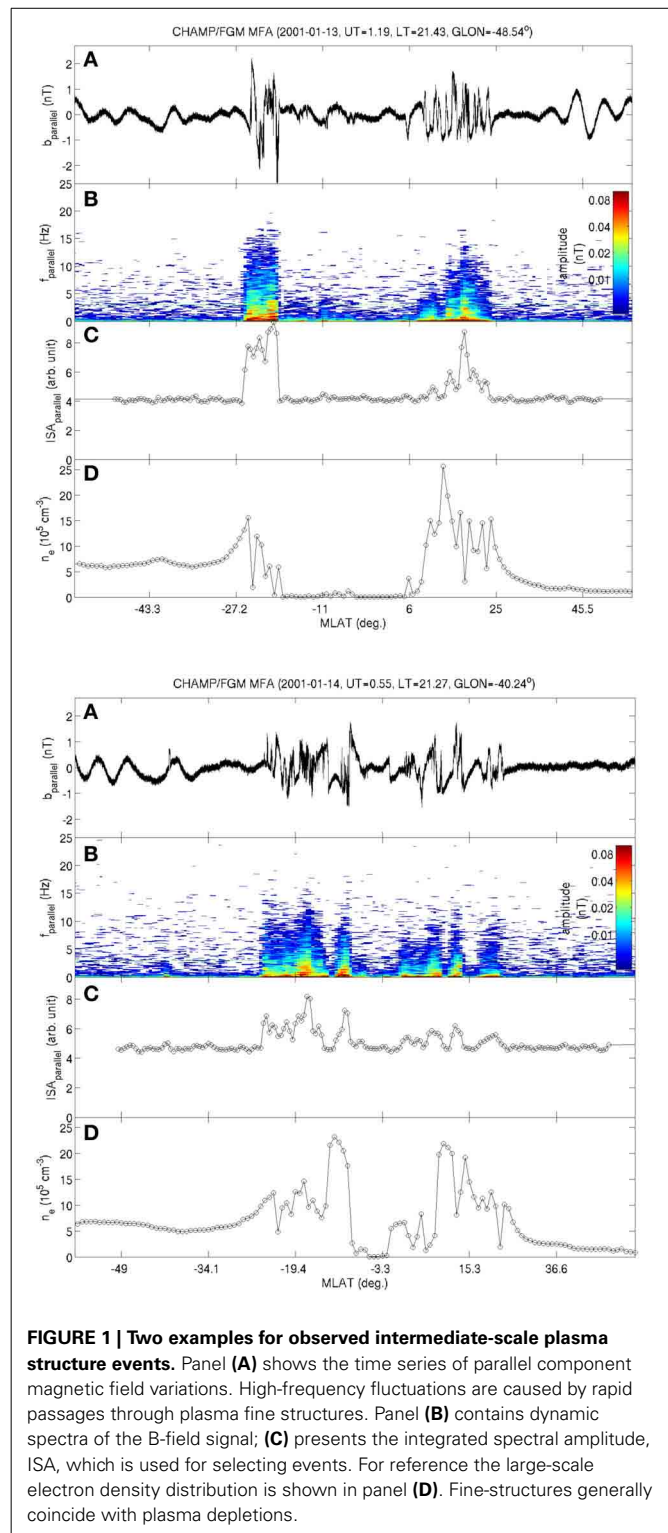 CHAMP/FGM MFA (2001-01-13, UT=1.19, LT=21.43, GLON=-48.54°)
A
b_parallel (nT)
2
1
0
-1
-2
B
f_parallel (Hz)
25
20
15
10
5
0
amplitude (nT)
0.08
0.04
0.02
0.01
C
ISA_parallel (arb. unit)
8
6
4
2
0
D
n_e (10^5 cm^-3)
25
20
15
10
5
0
-43.3 -27.2 -11 6 25 45.5
MLAT (deg.)
CHAMP/FGM MFA (2001-01-14, UT=0.55, LT=21.27, GLON=-40.24°)
A
b_parallel (nT)
2
1
0
-1
-2
B
f_parallel (Hz)
25
20
15
10
5
0
amplitude (nT)
0.08
0.04
0.02
0.01
C
ISA_parallel (arb. unit)
8
6
4
2
0
D
n_e (10^5 cm^-3)
25
20
15
10
5
0
-49 -34.1 -19.4 -3.3 15.3 36.6
MLAT (deg.)
FIGURE 1 | Two examples for observed intermediate-scale plasma
structure events. Panel (A) shows the time series of parallel component
magnetic field variations. High-frequency fluctuations are caused by rapid
passages through plasma fine structures. Panel (B) contains dynamic
spectra of the B-field signal; (C) presents the integrated spectral amplitude,
ISA, which is used for selecting events. For reference the large-scale
electron density distribution is shown in panel (D). Fine-structures generally
coincide with plasma depletions.